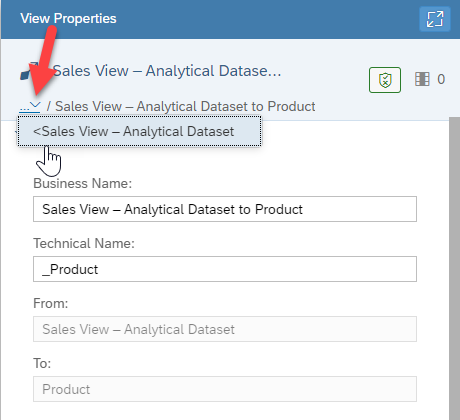 View Properties
Sales View – Analytical Datase...
0
... / Sales View – Analytical Dataset to Product
<Sales View – Analytical Dataset
Business Name:
Sales View – Analytical Dataset to Product
Technical Name:
_Product
From:
Sales View – Analytical Dataset
To:
Product